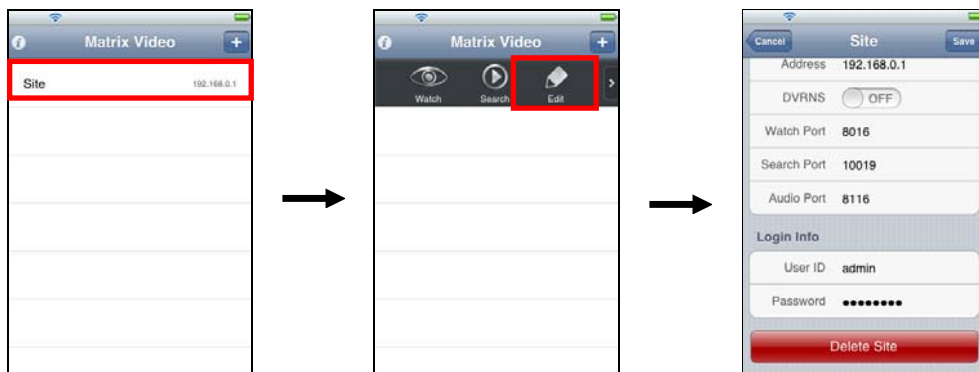 Matrix Video
+
Site 192.168.0.1
Matrix Video
+
Watch Search Edit
Cancel Site Save
Address 192.168.0.1
DVRNS OFF
Watch Port 8016
Search Port 10019
Audio Port 8116
Login Info
User ID admin
Password ●●●●●●●●
Delete Site